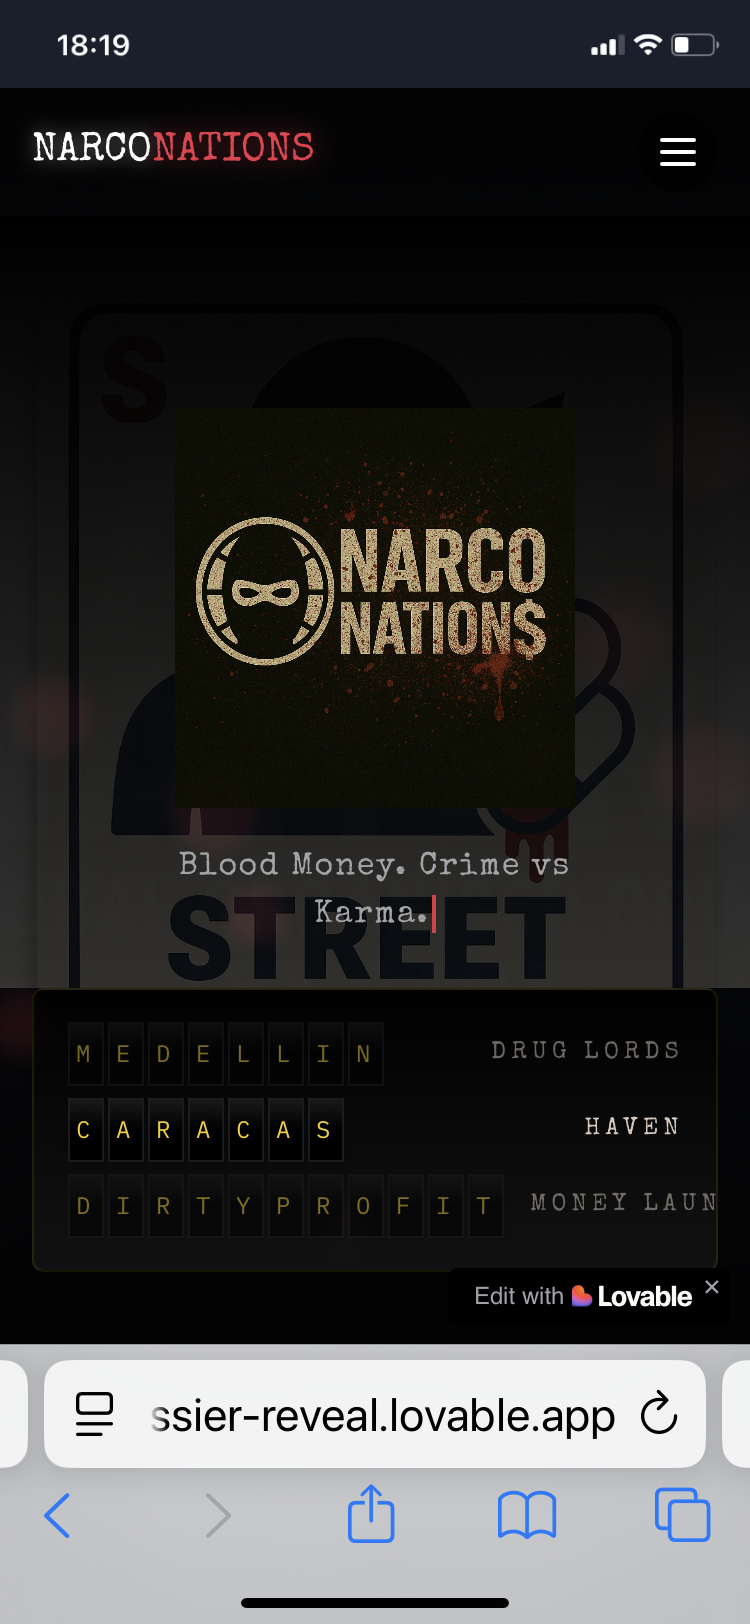 18:19
NARCONATIONS
S
NARCO
NATION$
Blood Money. Crime vs
Karma.
STREET
MEDELLIN DRUG LORDS
CARACAS HAVEN
DIRTYPROFIT MONEY LAUN
Edit with Lovable ×
ssier-reveal.lovable.app